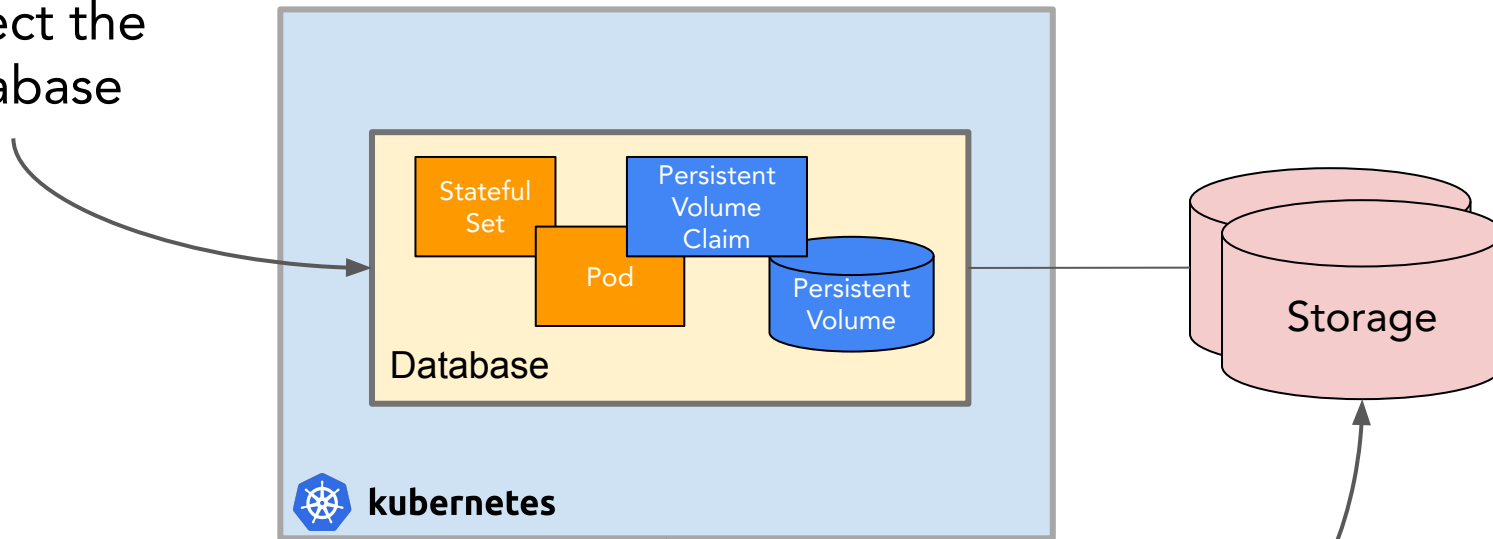 ect the
abase
Stateful
Set
Pod
Persistent
Volume
Claim
Persistent
Volume
Database
Storage
kubernetes